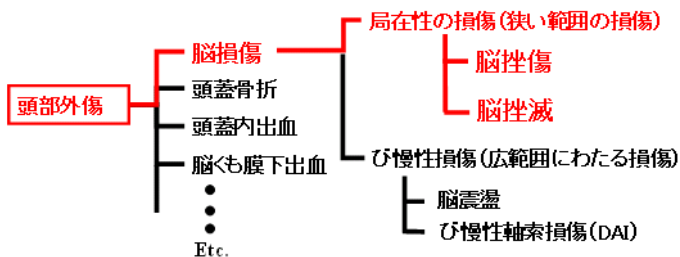 頭部外傷
脳損傷
頭蓋骨折
頭蓋内出血
脳くも膜下出血
Etc.
局在性の損傷(狭い範囲の損傷)
脳挫傷
脳挫滅
び慢性損傷(広範囲にわたる損傷)
脳震盪
び慢性軸索損傷(DAI)